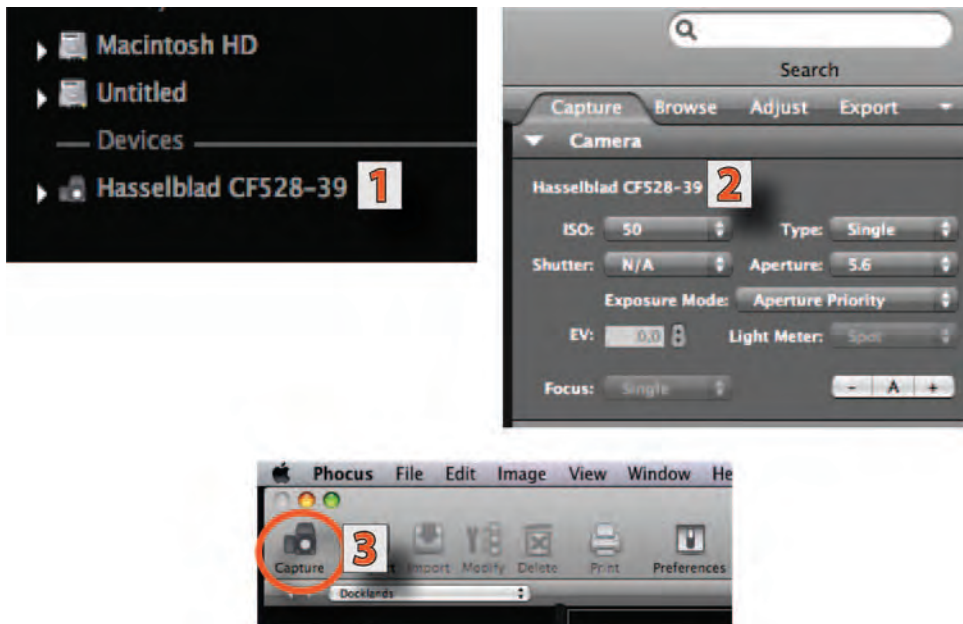 Macintosh HD
Untitled
Devices
Hasselblad CF528-39 1
Search
Capture Browse Adjust Export
Camera
Hasselblad CF528-39 2
ISO: 50 Type: Single
Shutter: N/A Aperture: 5.6
Exposure Mode: Aperture Priority
EV: 0,0 Light Meter: Spot
Focus: Single - A +
Phocus File Edit Image View Window He
3
Capture Import Modify Delete Print Preferences
Docklands